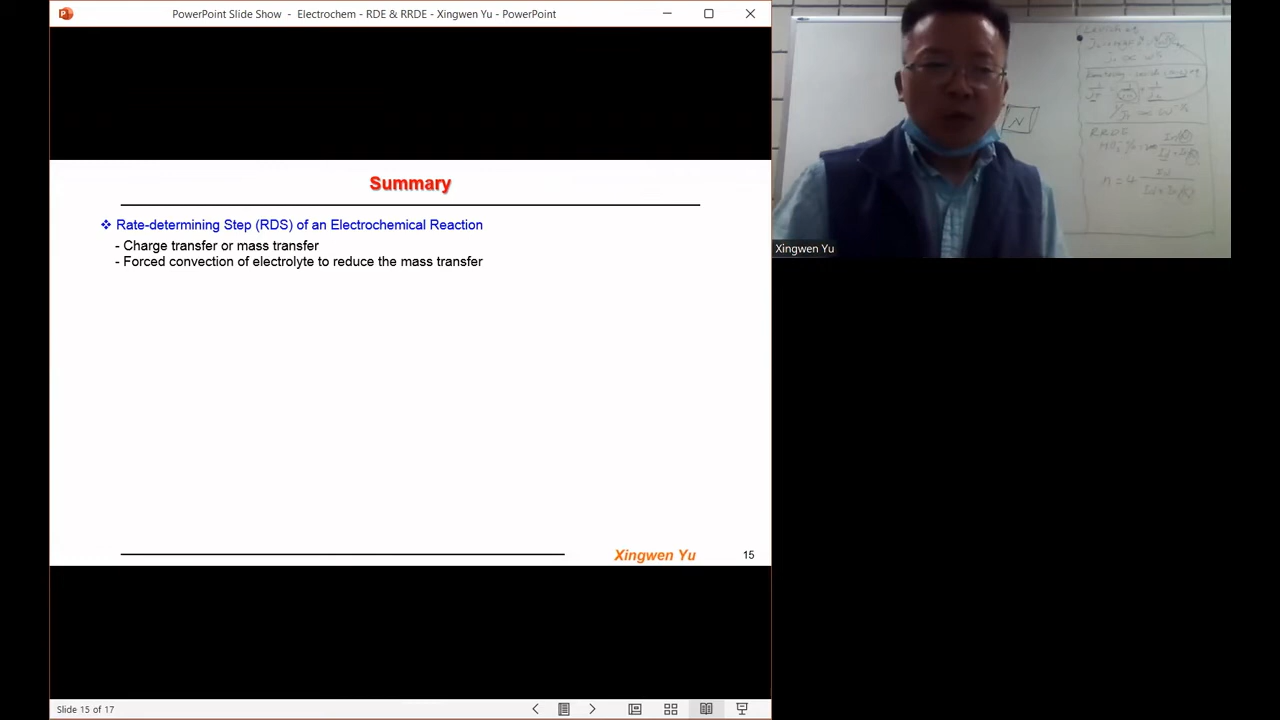 PowerPoint Slide Show - Electrochem - RDE & RRDE - Xingwen Yu - PowerPoint
Summary
❖ Rate-determining Step (RDS) of an Electrochemical Reaction
- Charge transfer or mass transfer
- Forced convection of electrolyte to reduce the mass transfer
Xingwen Yu
15
Slide 15 of 17
Xingwen Yu
N
RRDE